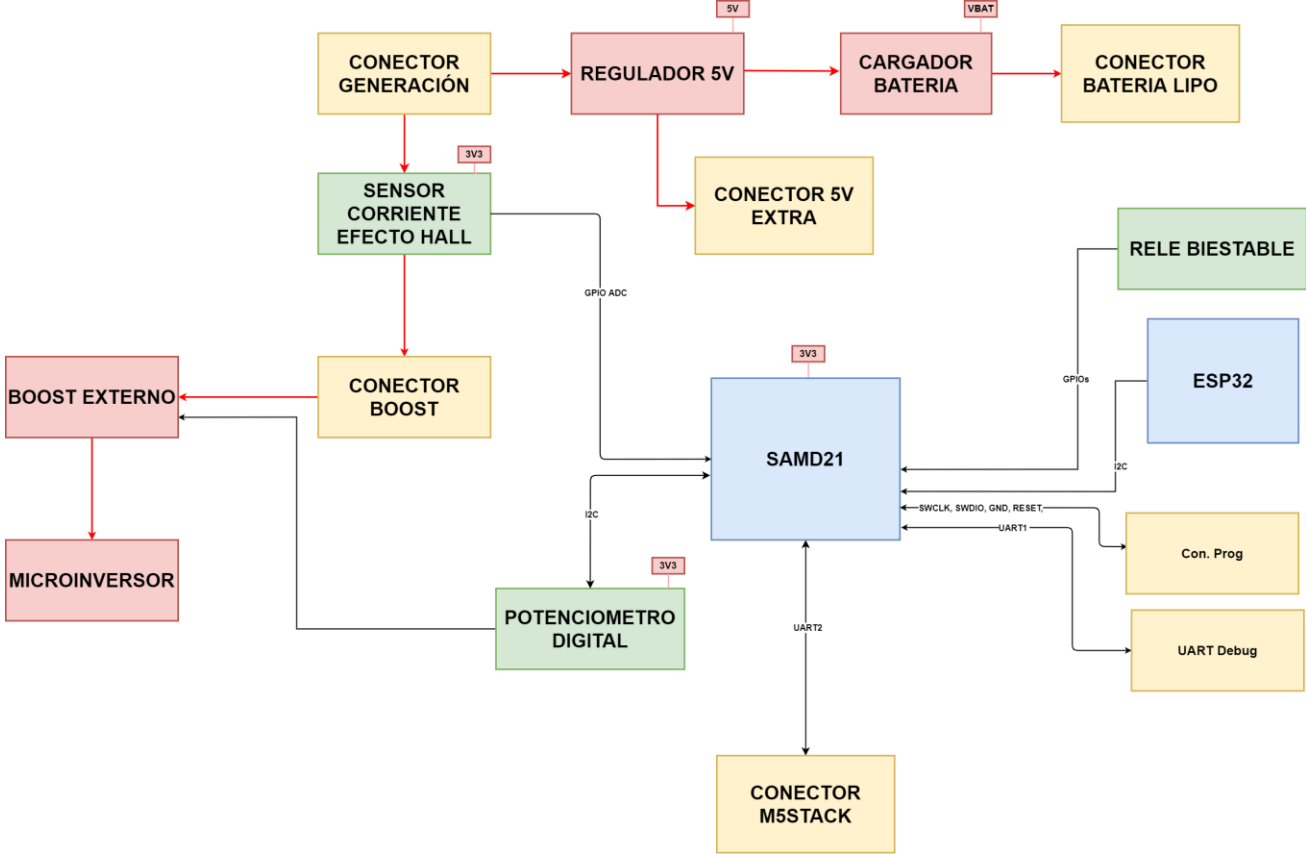 5V
VBAT
CONECTOR
GENERACIÓN
REGULADOR 5V
CARGADOR
BATERIA
CONECTOR
BATERIA LIPO
3V3
SENSOR
CORRIENTE
EFECTO HALL
CONECTOR 5V
EXTRA
RELE BIESTABLE
GPIO ADC
3V3
BOOST EXTERNO
CONECTOR
BOOST
GPIOs
ESP32
SAMD21
I2C
I2C
SWCLK, SWDIO, GND, RESET,
UART1
Con. Prog
MICROINVERSOR
3V3
POTENCIOMETRO
DIGITAL
UART2
UART Debug
CONECTOR
M5STACK